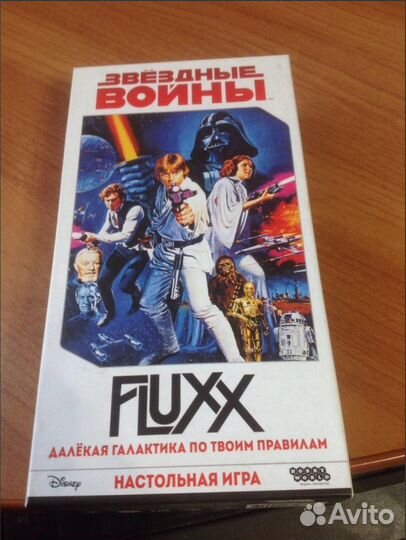 ЗВЁЗДНЫЕ
ВОЙНЫ
FLUXX
ДАЛЁКАЯ ГАЛАКТИКА ПО ТВОИМ ПРАВИЛАМ
Disney
НАСТОЛЬНАЯ ИГРА
HOBBY
WORLD
Avito